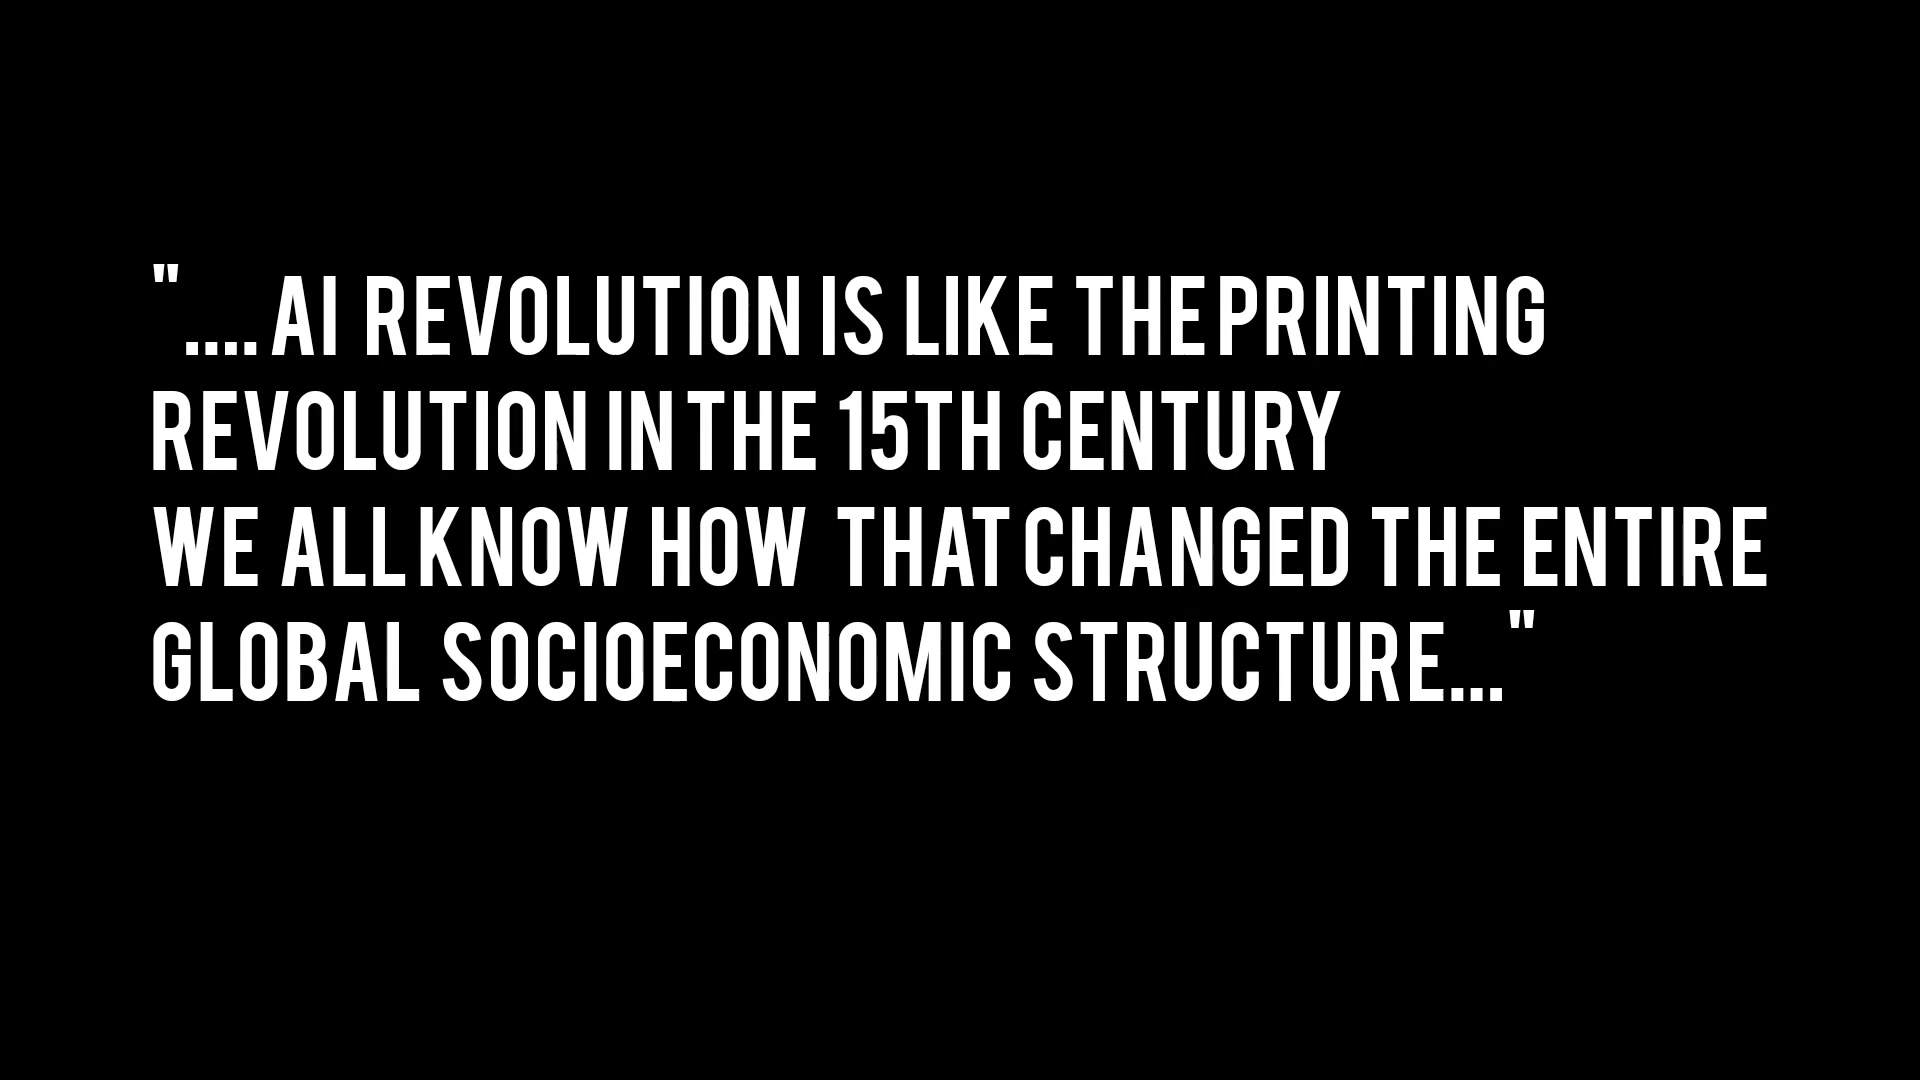 ".... AI REVOLUTION IS LIKE THE PRINTING
REVOLUTION IN THE 15TH CENTURY
WE ALL KNOW HOW THAT CHANGED THE ENTIRE
GLOBAL SOCIOECONOMIC STRUCTURE..."